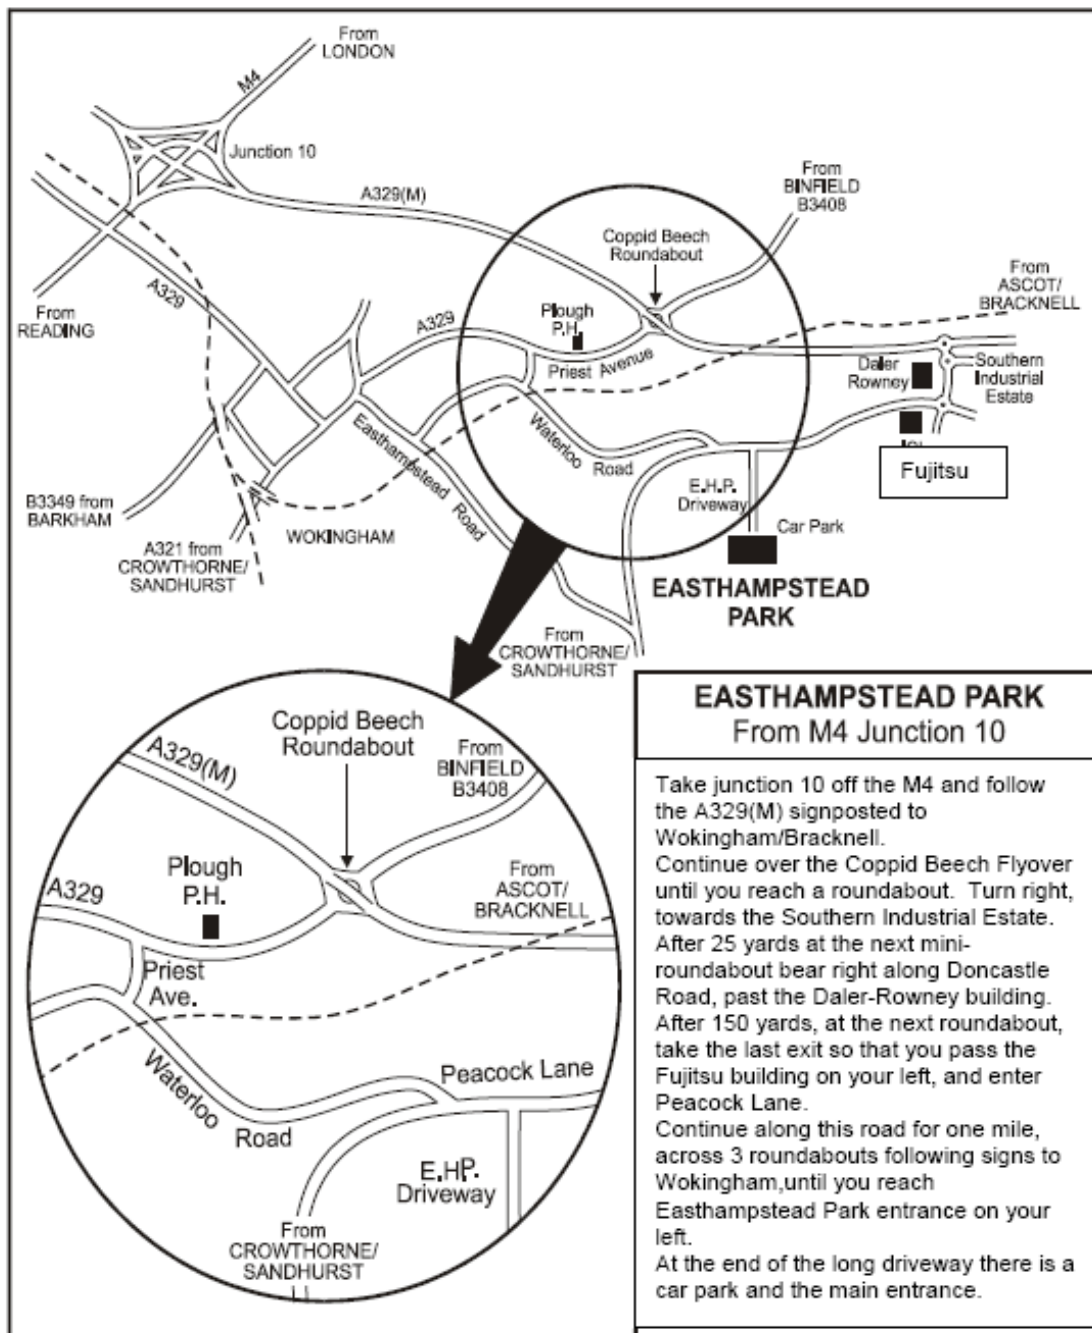 From
LONDON
M4
Junction 10
A329(M)
From
BINFIELD
B3408
Coppid Beech
Roundabout
From
ASCOT/
BRACKNELL
A329
From
READING
A329
Plough
P.H.
Priest Avenue
Daler
Rowney
Southern
Industrial
Estate
Easthampstead
Road
Waterloo
Road
Fujitsu
E.H.P.
Driveway
Car Park
B3349 from
BARKHAM
WOKINGHAM
A321 from
CROWTHORNE/
SANDHURST
EASTHAMPSTEAD
PARK
From
CROWTHORNE/
SANDHURST
Coppid Beech
Roundabout
A329(M)
From
BINFIELD
B3408
Plough
P.H.
A329
From
ASCOT/
BRACKNELL
Priest
Ave.
Waterloo
Road
Peacock Lane
E.H.P.
Driveway
From
CROWTHORNE/
SANDHURST
EASTHAMPSTEAD PARK
From M4 Junction 10
Take junction 10 off the M4 and follow
the A329(M) signposted to
Wokingham/Bracknell.
Continue over the Coppid Beech Flyover
until you reach a roundabout. Turn right,
towards the Southern Industrial Estate.
After 25 yards at the next mini-
roundabout bear right along Doncastle
Road, past the Daler-Rowney building.
After 150 yards, at the next roundabout,
take the last exit so that you pass the
Fujitsu building on your left, and enter
Peacock Lane.
Continue along this road for one mile,
across 3 roundabouts following signs to
Wokingham,until you reach
Easthampstead Park entrance on your
left.
At the end of the long driveway there is a
car park and the main entrance.